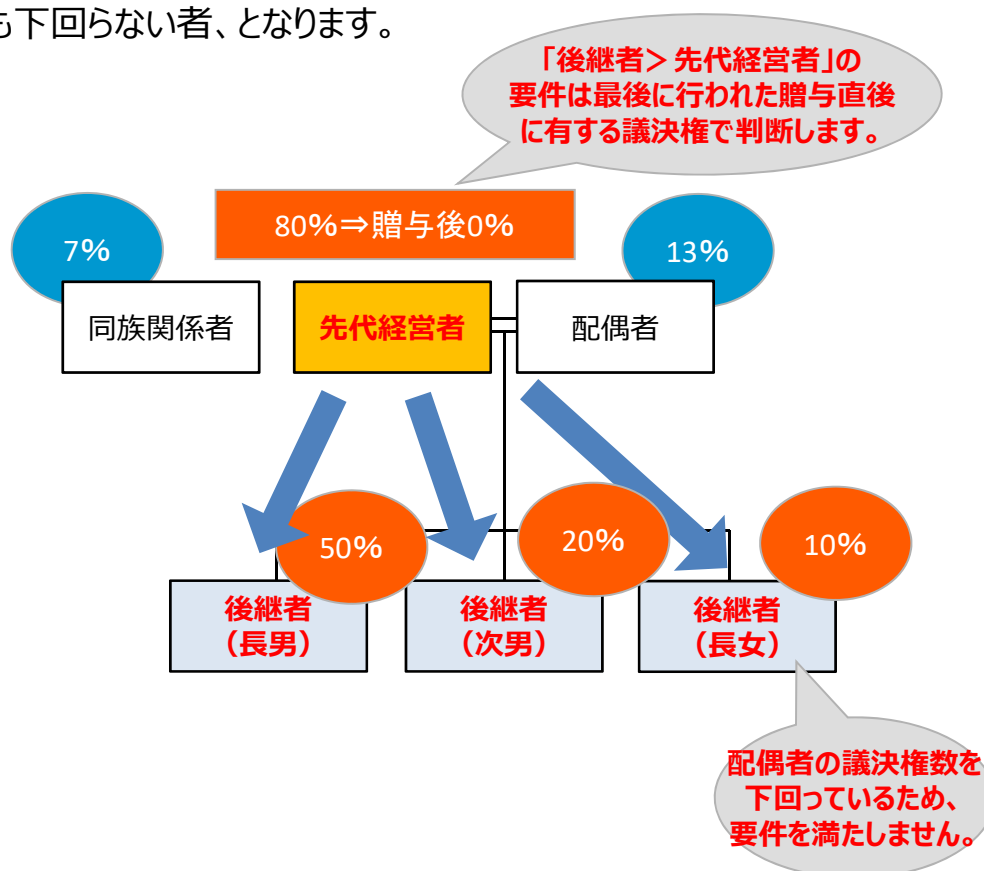 も下回らない者、となります。
「後継者＞先代経営者」の
要件は最後に行われた贈与直後
に有する議決権で判断します。
80%⇒贈与後0%
7%
13%
同族関係者
先代経営者
配偶者
50%
20%
10%
後継者
（長男）
後継者
（次男）
後継者
（長女）
配偶者の議決権数を
下回っているため、
要件を満たしません。